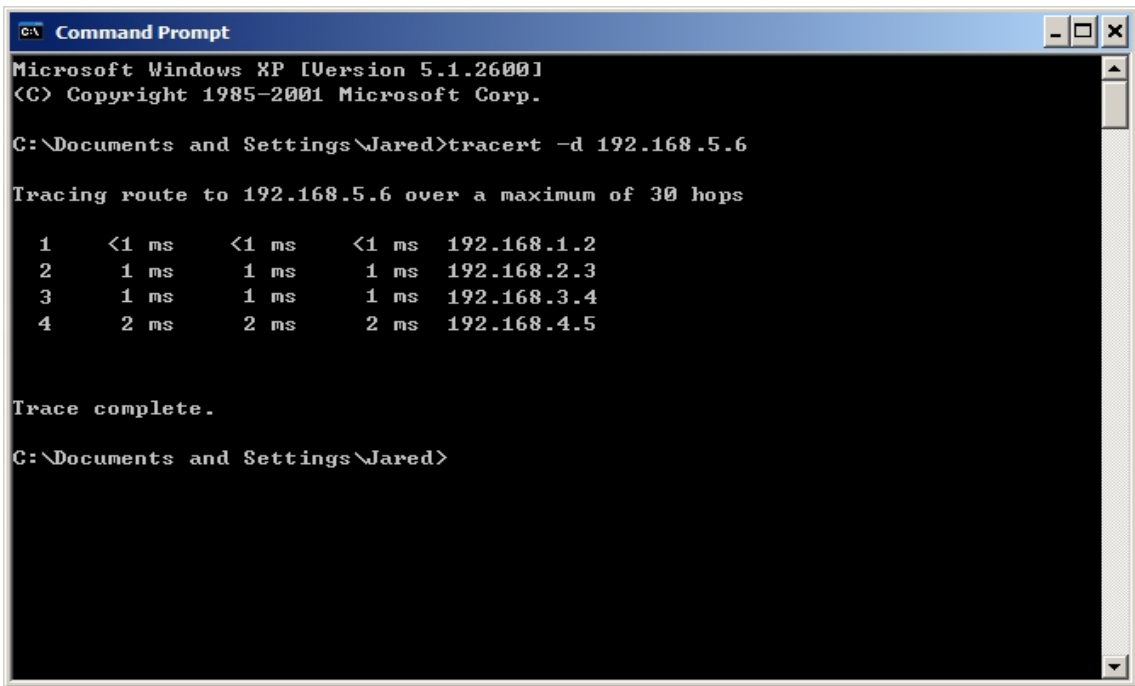 C:\ Command Prompt
Microsoft Windows XP [Version 5.1.2600]
(C) Copyright 1985-2001 Microsoft Corp.
C:\Documents and Settings\Jared>tracert -d 192.168.5.6
Tracing route to 192.168.5.6 over a maximum of 30 hops
1 <1 ms <1 ms <1 ms 192.168.1.2
2 1 ms 1 ms 1 ms 192.168.2.3
3 1 ms 1 ms 1 ms 192.168.3.4
4 2 ms 2 ms 2 ms 192.168.4.5
Trace complete.
C:\Documents and Settings\Jared>